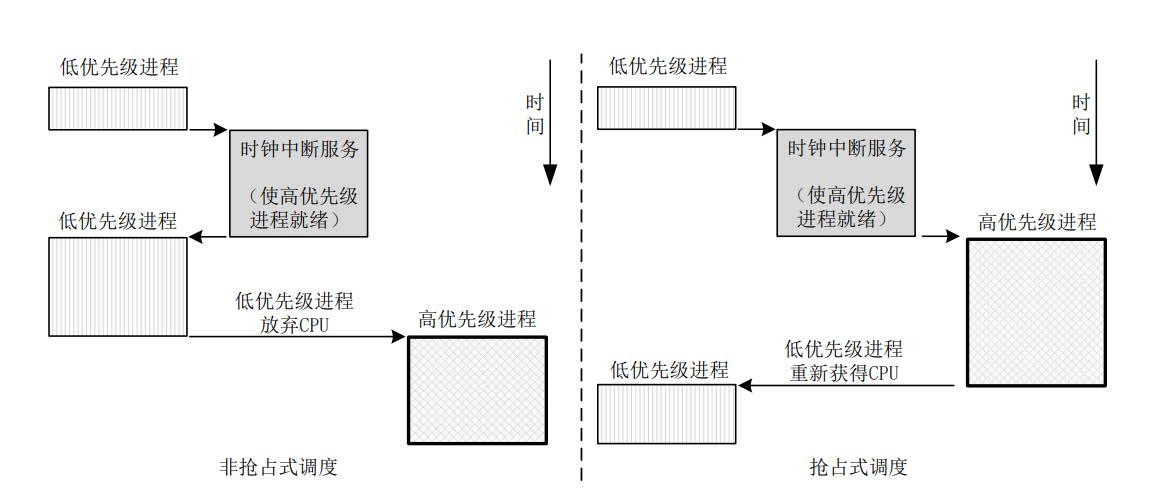 低优先级进程
时
间
时钟中断服务
（使高优先级
进程就绪）
低优先级进程
低优先级进程
放弃CPU
高优先级进程
非抢占式调度
低优先级进程
时
间
时钟中断服务
（使高优先级
进程就绪）
高优先级进程
低优先级进程
重新获得CPU
低优先级进程
抢占式调度